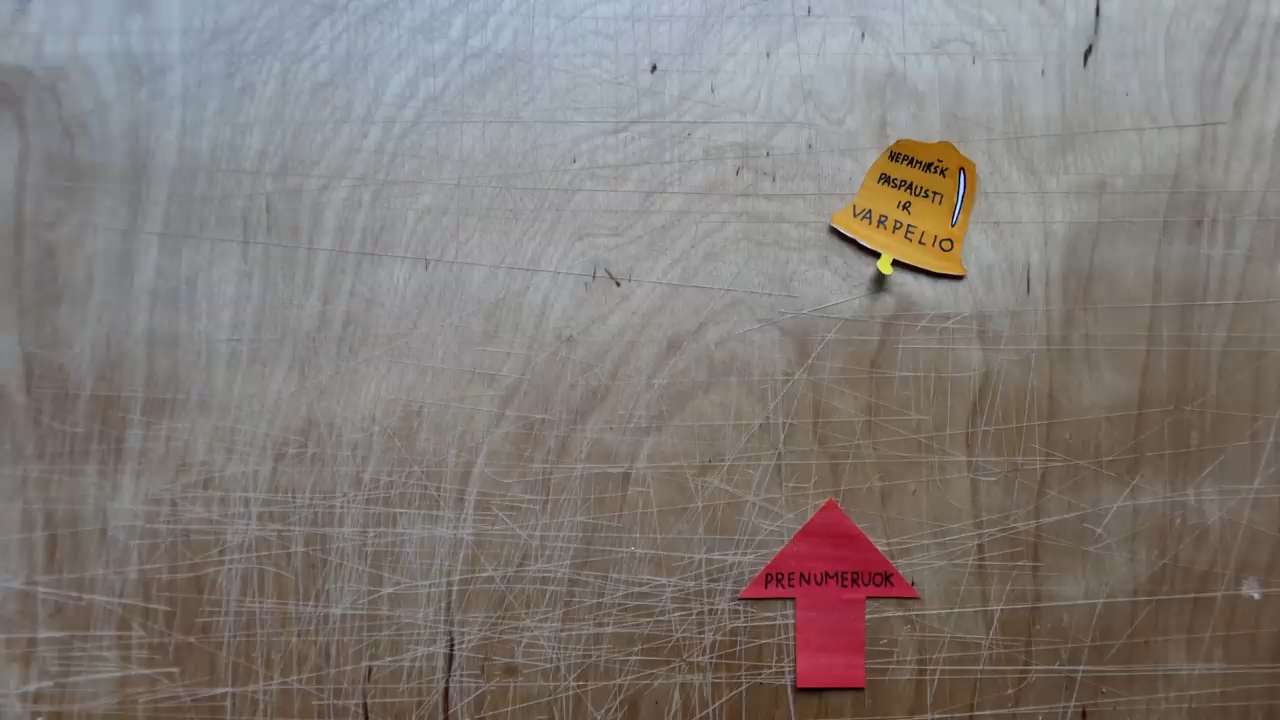 NEPAMIRŠK
PASPAUSTI
IR
VARPELIO
PRENUMERUOK